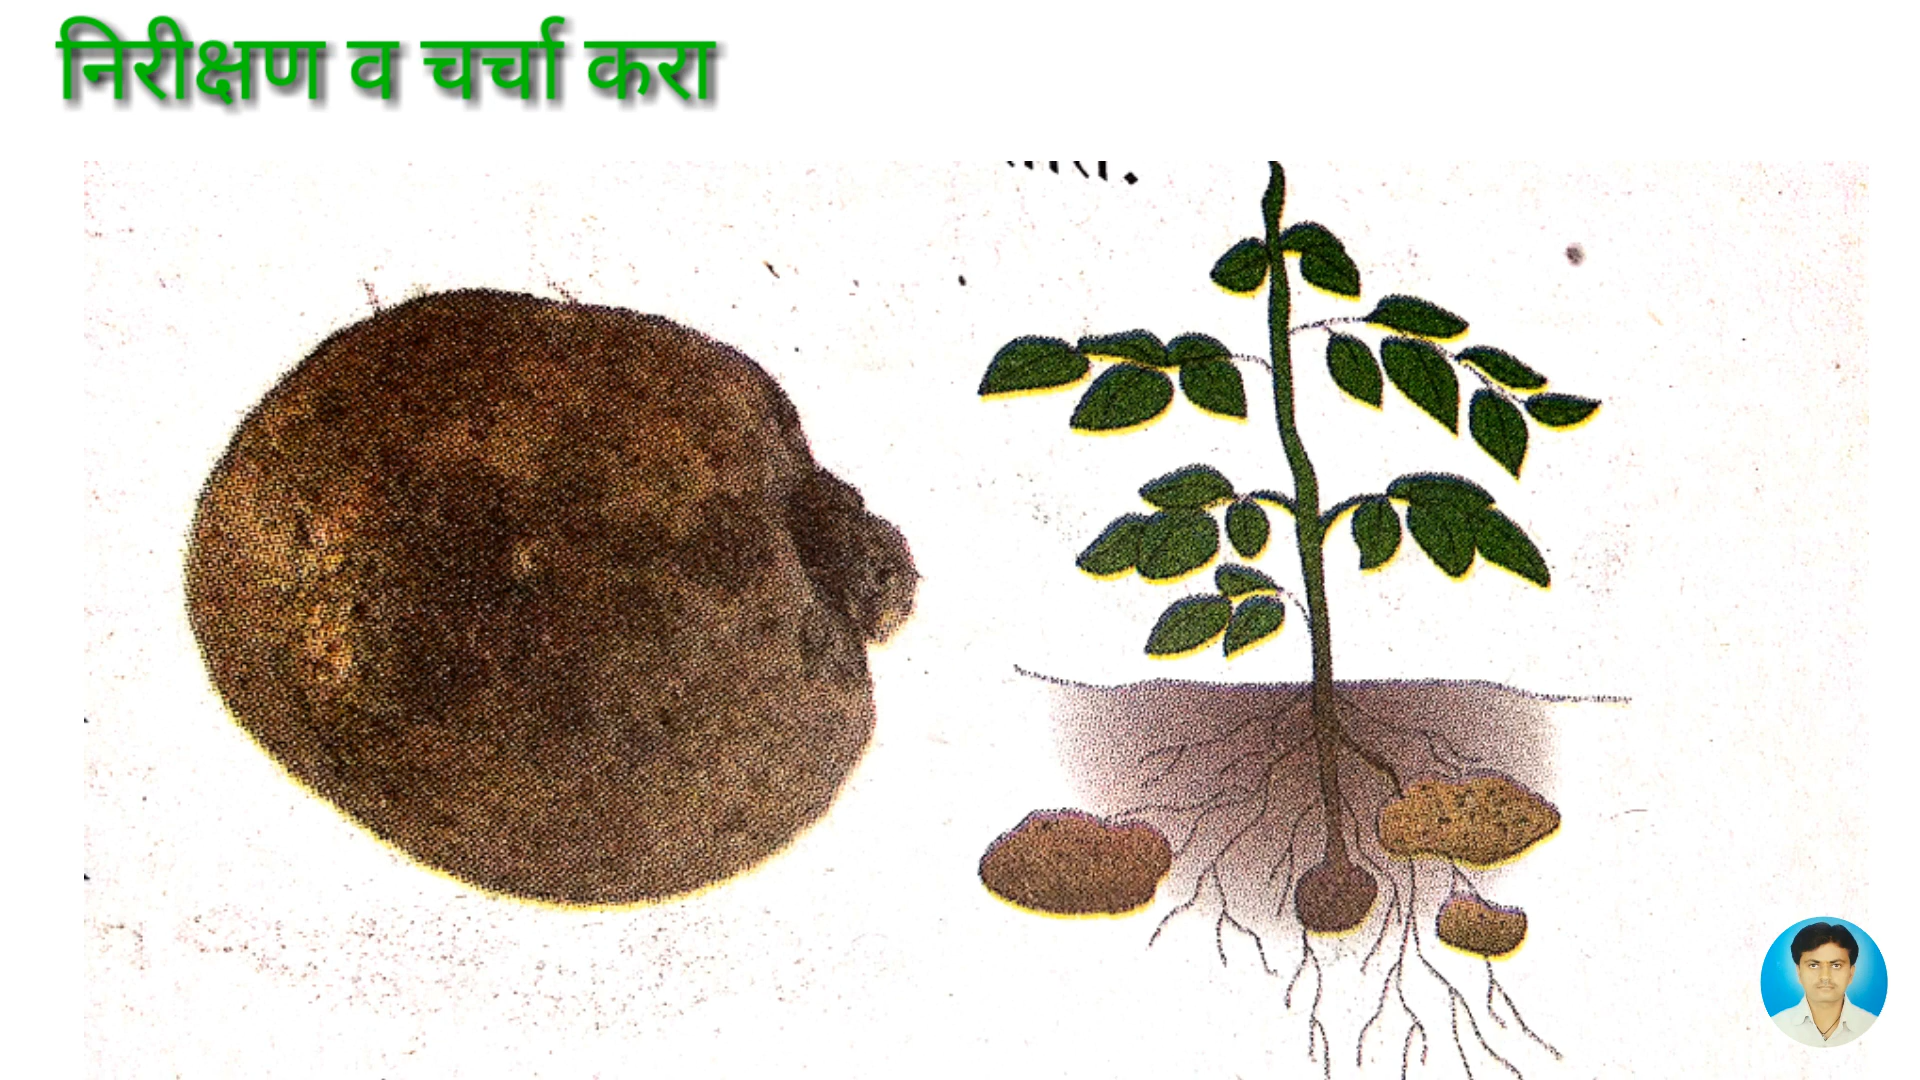 निरीक्षण व चर्चा करा